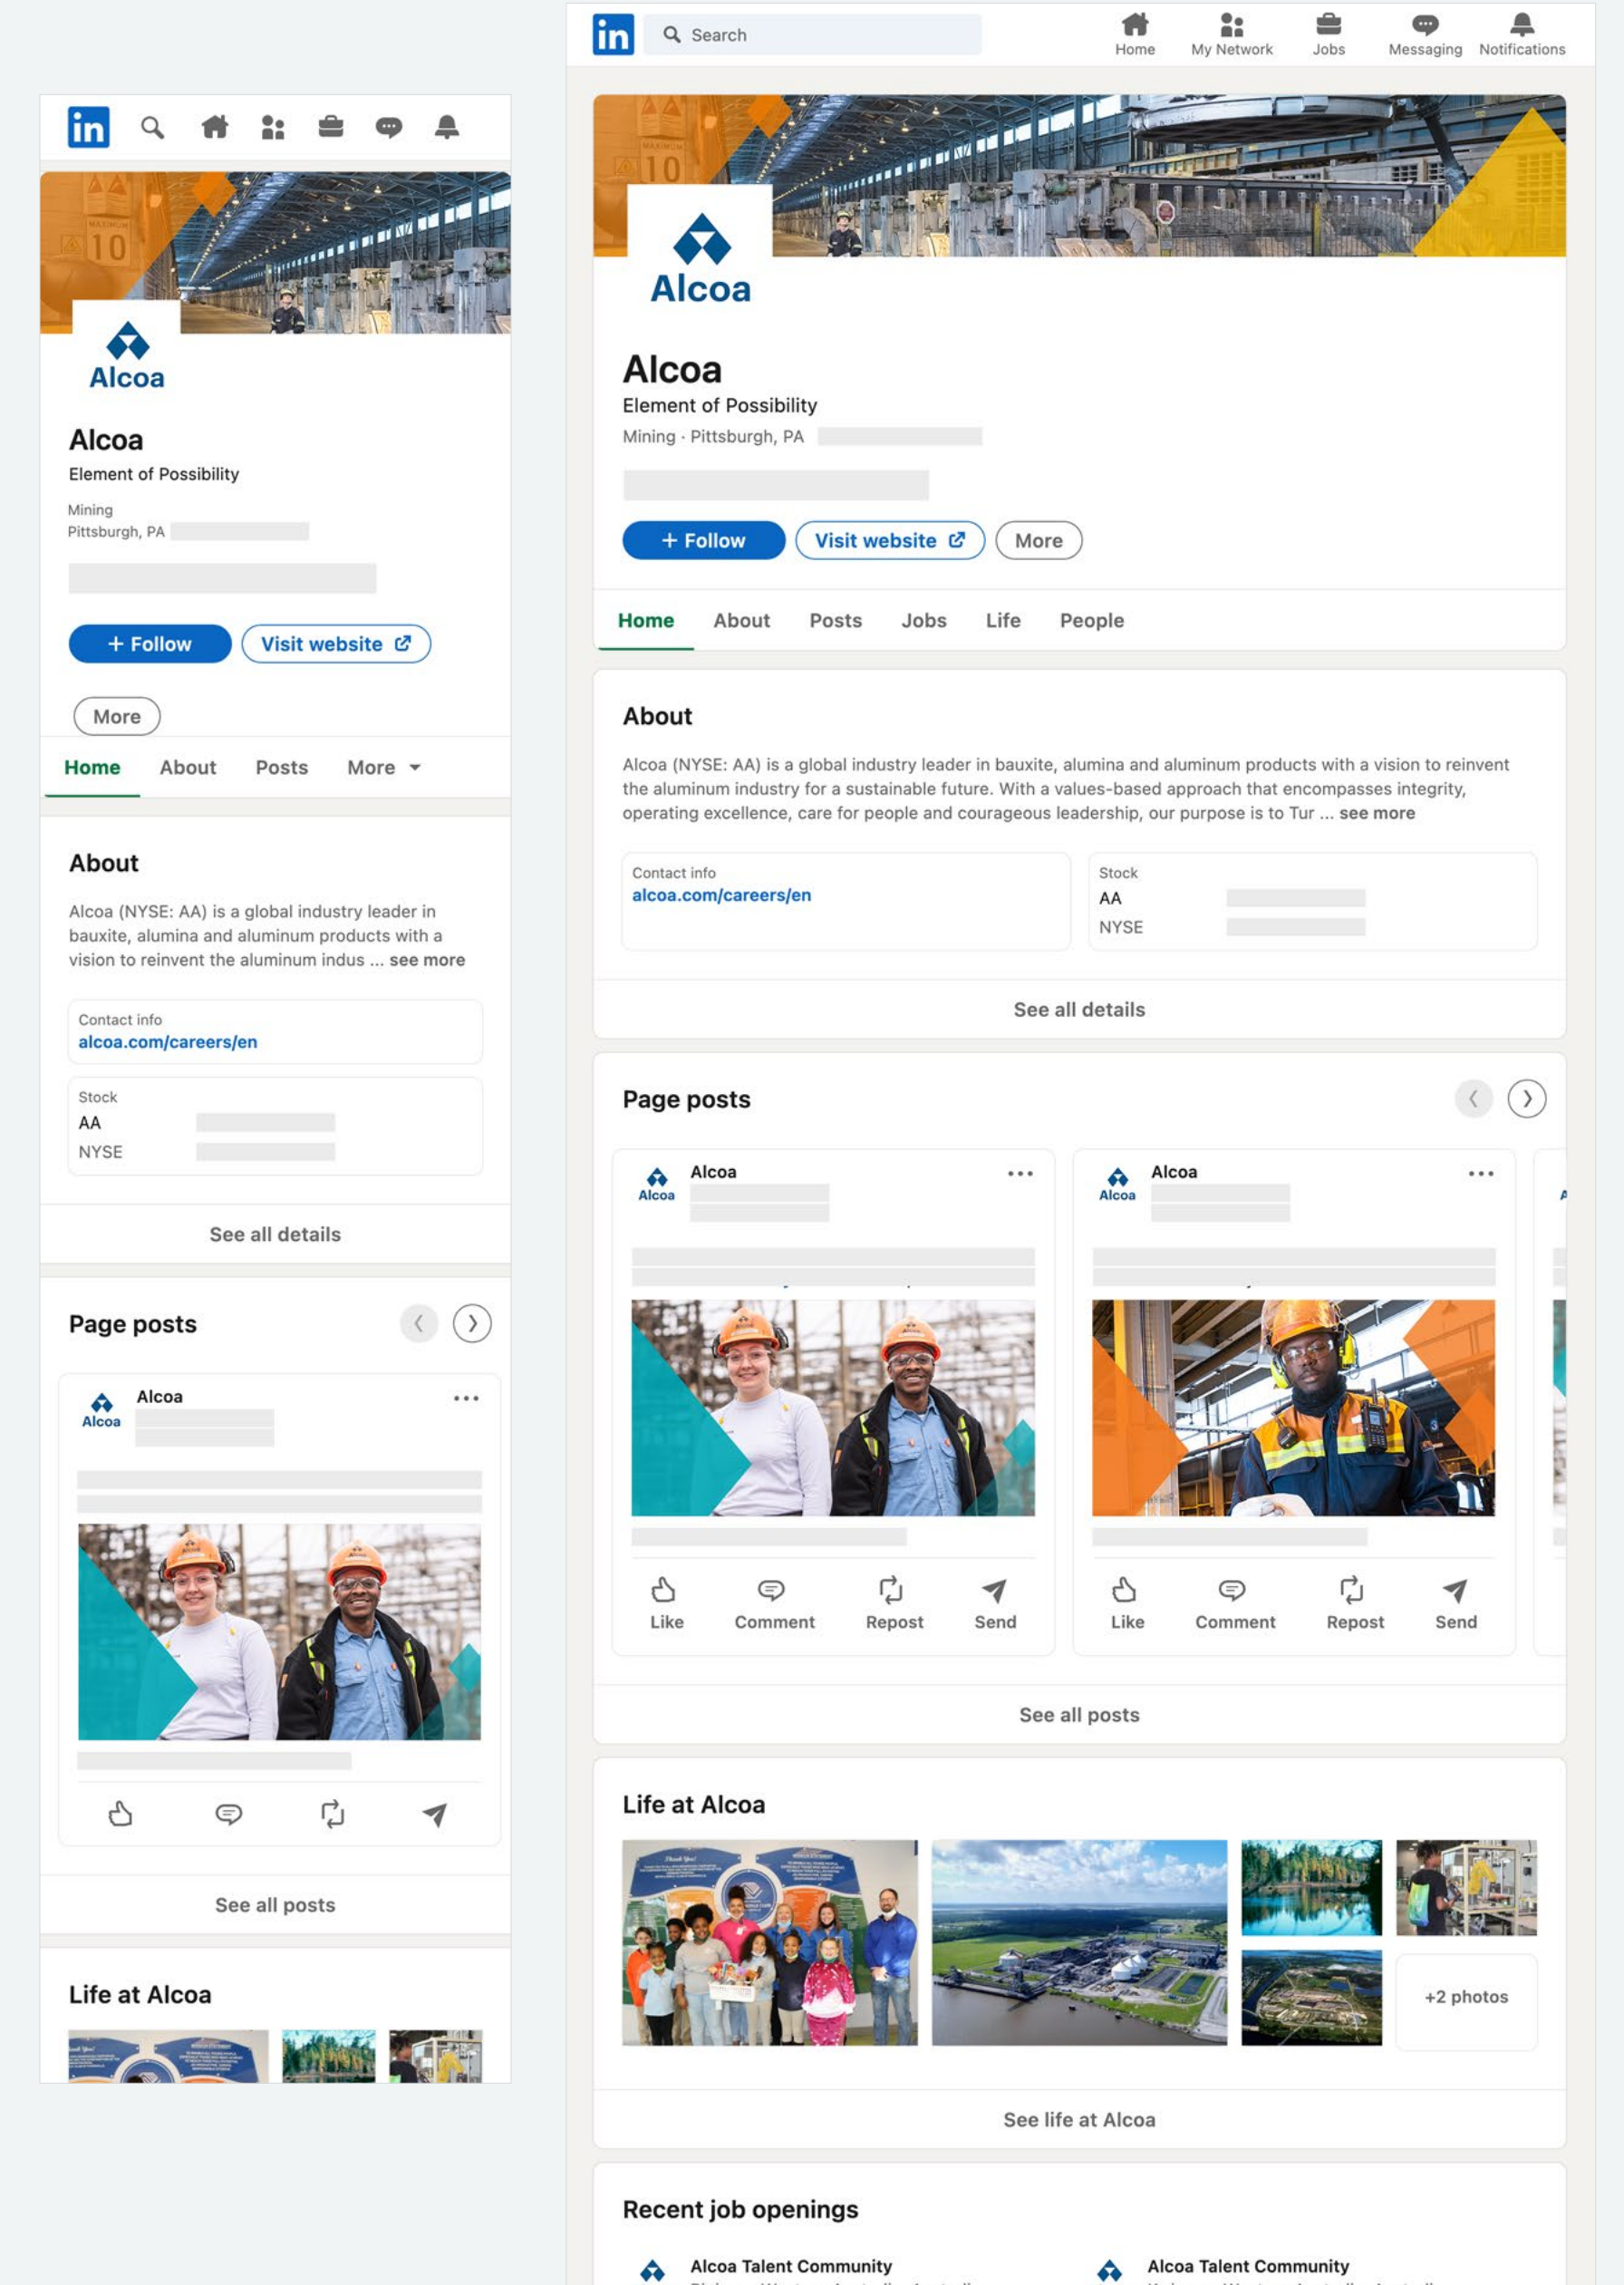 MAXIMUM
10
Alcoa
Alcoa
Element of Possibility
Mining
Pittsburgh, PA
+ Follow
Visit website
More
Home About Posts More
About
Alcoa (NYSE: AA) is a global industry leader in
bauxite, alumina and aluminum products with a
vision to reinvent the aluminum indus ... see more
Contact info
alcoa.com/careers/en
Stock
AA
NYSE
See all details
Page posts
Alcoa
Alcoa
See all posts
Life at Alcoa
Search
Home My Network Jobs Messaging Notifications
MAXIMUM
10
Alcoa
Alcoa
Element of Possibility
Mining · Pittsburgh, PA
+ Follow Visit website More
Home About Posts Jobs Life People
About
Alcoa (NYSE: AA) is a global industry leader in bauxite, alumina and aluminum products with a vision to reinvent
the aluminum industry for a sustainable future. With a values-based approach that encompasses integrity,
operating excellence, care for people and courageous leadership, our purpose is to Tur ... see more
Contact info
alcoa.com/careers/en
Stock
AA
NYSE
See all details
Page posts
Alcoa
Alcoa
Alcoa
Alcoa
Like Comment Repost Send
Like Comment Repost Send
See all posts
Life at Alcoa
Thank You!
+2 photos
See life at Alcoa
Recent job openings
Alcoa Talent Community
Alcoa Talent Community